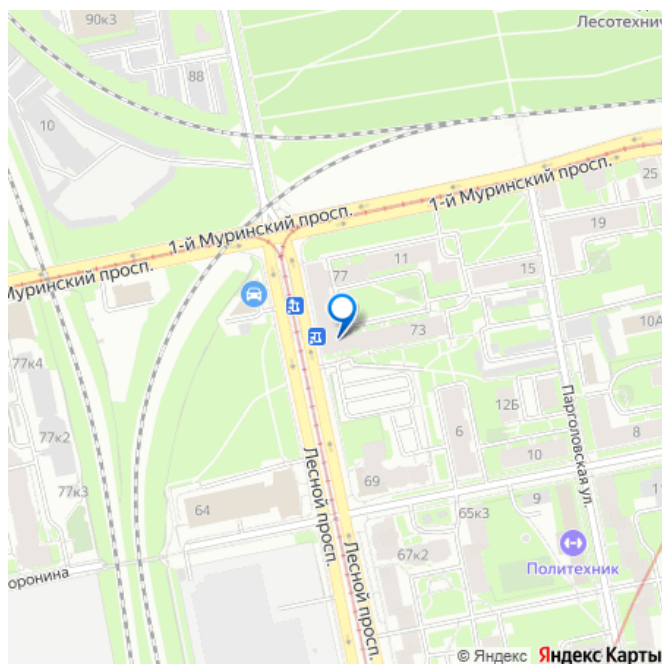 90к3
Лесотехнич
88
10
1-й Муринский просп.
25
19
1-й Муринский просп.
Муринский просп.
11
77
15
73
10А
77к4
12Б
Парголовская ул.
77к2
6
8
10
Лесной просп.
69
77к3
64
9
65к3
Лесной просп.
67к2
Политехник
оронина
© Яндекс Яндекс Карты